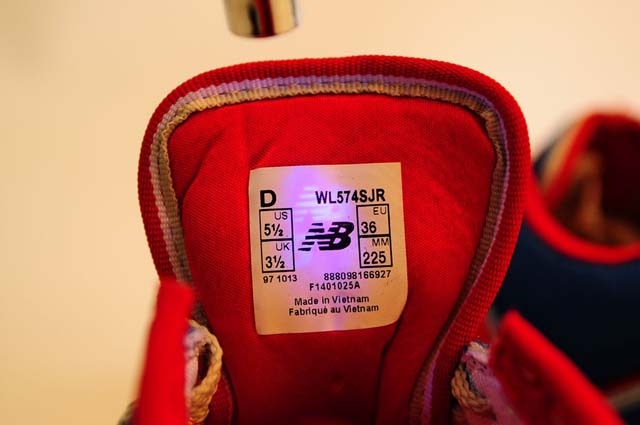 D WL574SJR
US EU
5½ 36
UK NB MM
3½ 225
97 1013 888098166927
F1401025A
Made in Vietnam
Fabriqué au Vietnam